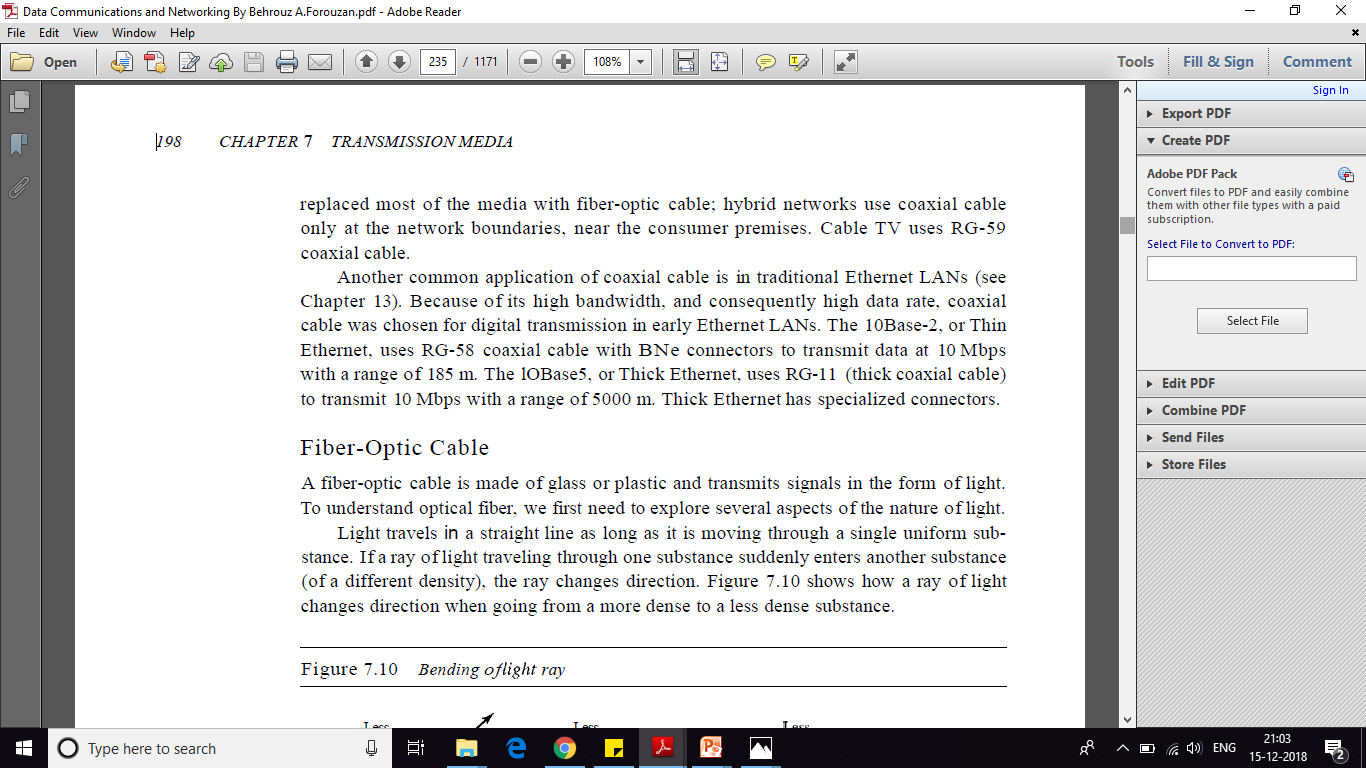 Data Communications and Networking By Behrouz A.Forouzan.pdf - Adobe Reader
File Edit View Window Help
Open 235 / 1171 108% Tools Fill & Sign Comment
Sign In
Export PDF
Create PDF
Adobe PDF Pack
Convert files to PDF and easily combine
them with other file types with a paid
subscription.
Select File to Convert to PDF:
Select File
Edit PDF
Combine PDF
Send Files
Store Files
198 CHAPTER 7 TRANSMISSION MEDIA
replaced most of the media with fiber-optic cable; hybrid networks use coaxial cable
only at the network boundaries, near the consumer premises. Cable TV uses RG-59
coaxial cable.
Another common application of coaxial cable is in traditional Ethernet LANs (see
Chapter 13). Because of its high bandwidth, and consequently high data rate, coaxial
cable was chosen for digital transmission in early Ethernet LANs. The 10Base-2, or Thin
Ethernet, uses RG-58 coaxial cable with BNe connectors to transmit data at 10 Mbps
with a range of 185 m. The lOBase5, or Thick Ethernet, uses RG-11 (thick coaxial cable)
to transmit 10 Mbps with a range of 5000 m. Thick Ethernet has specialized connectors.
Fiber-Optic Cable
A fiber-optic cable is made of glass or plastic and transmits signals in the form of light.
To understand optical fiber, we first need to explore several aspects of the nature of light.
Light travels in a straight line as long as it is moving through a single uniform sub-
stance. If a ray of light traveling through one substance suddenly enters another substance
(of a different density), the ray changes direction. Figure 7.10 shows how a ray of light
changes direction when going from a more dense to a less dense substance.
Figure 7.10 Bending oflight ray
Less Less Less
Type here to search
ENG
21:03
15-12-2018
2